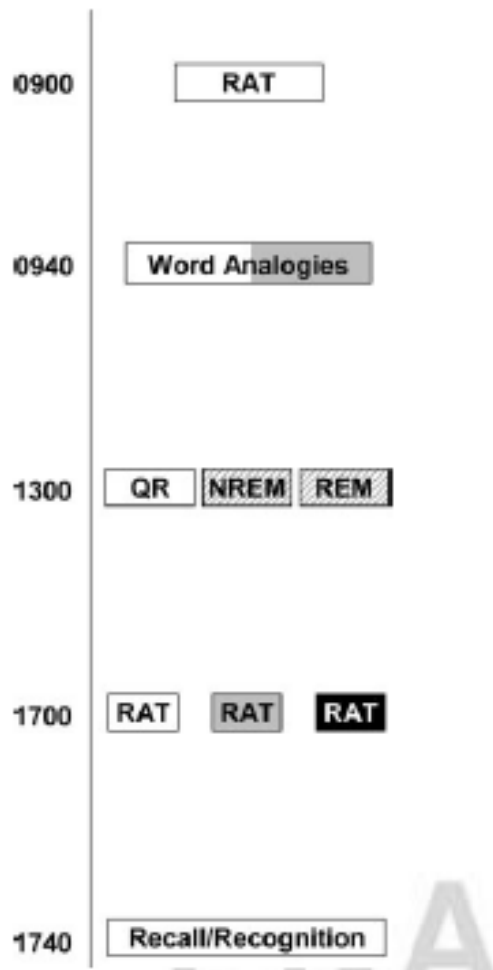 0900 RAT
0940 Word Analogies
1300 QR NREM REM
1700 RAT RAT RAT
1740 Recall/Recognition
A